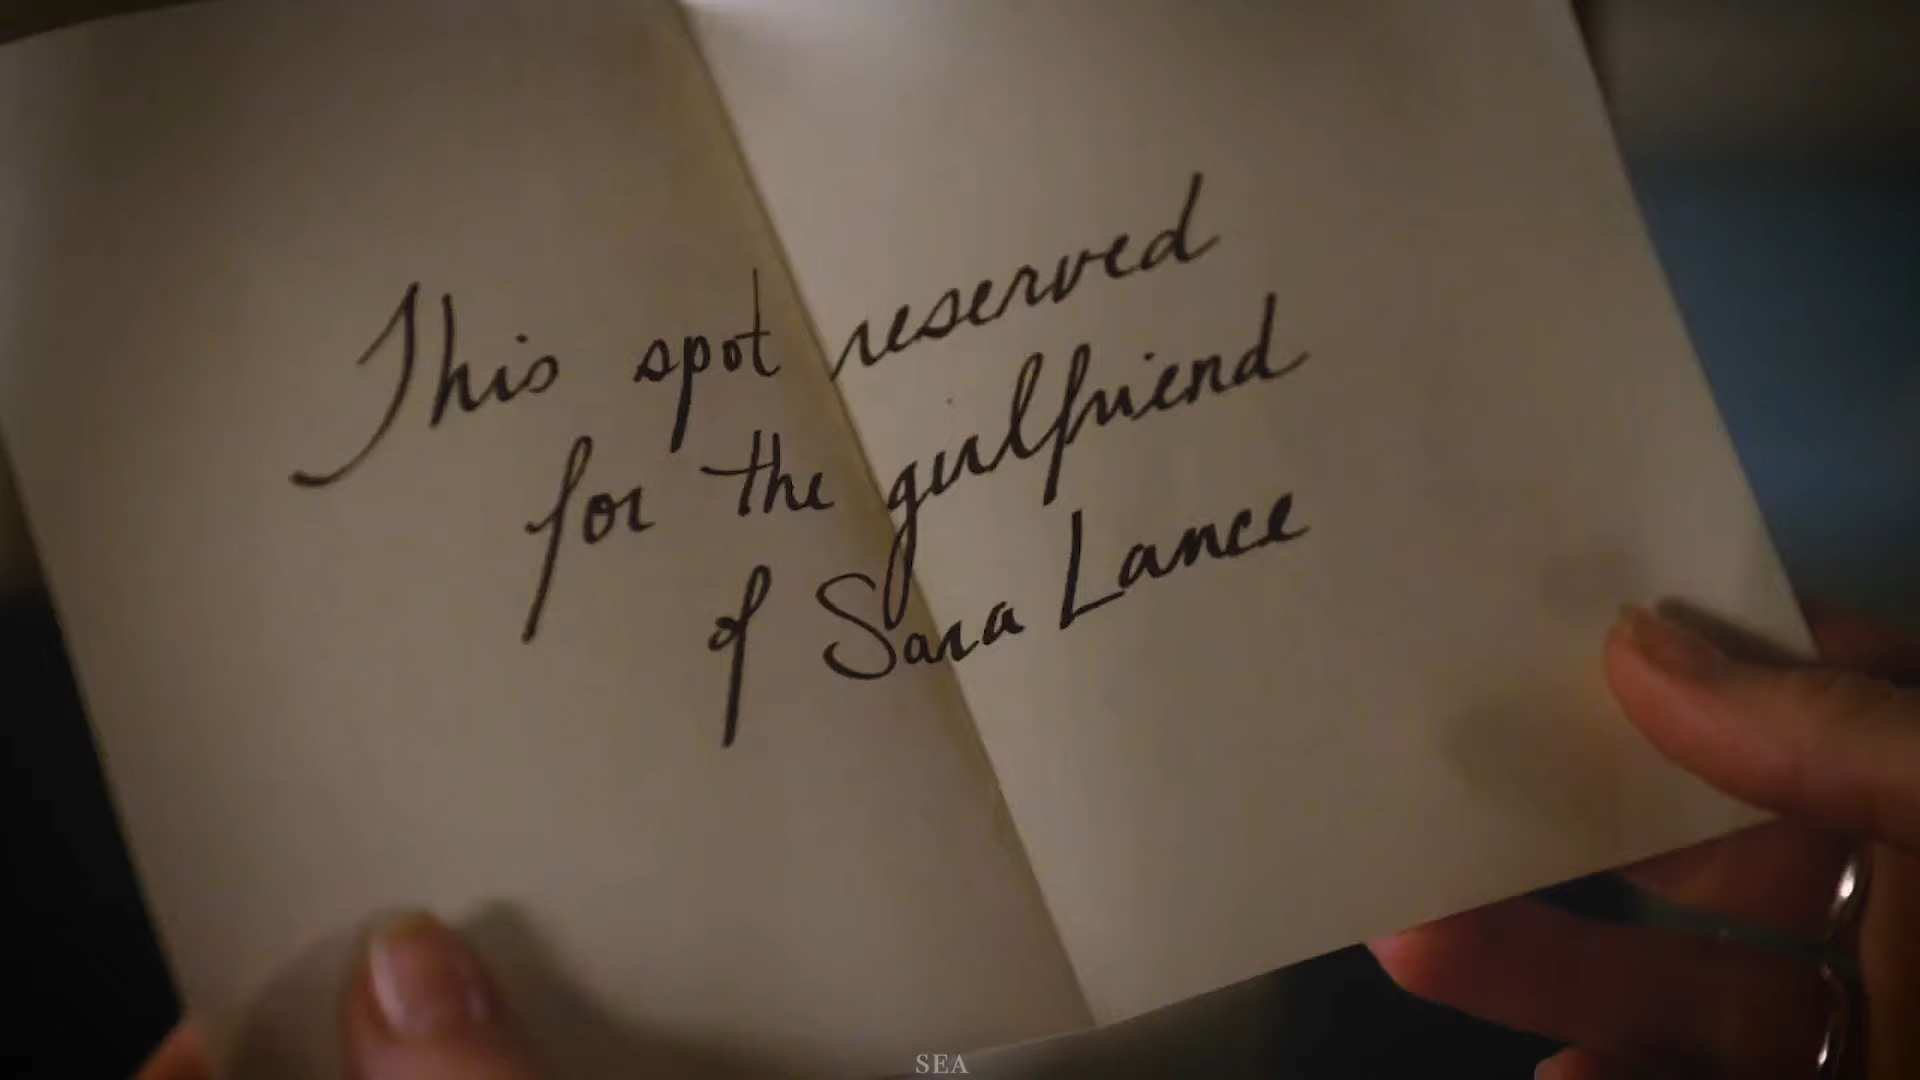 This spot reserved
for the girlfriend
of Sara Lance
SEA